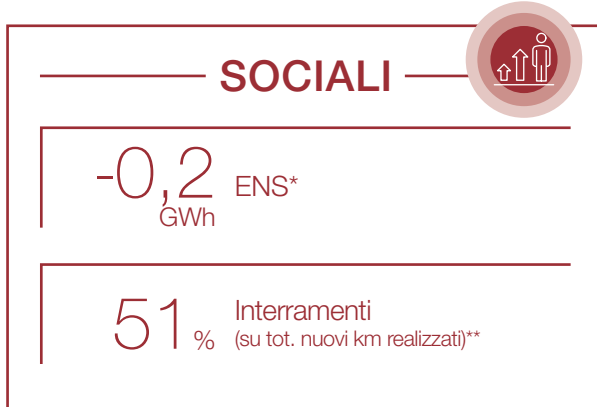 SOCIALI
-0,2 ENS*
GWh
51% Interramenti
(su tot. nuovi km realizzati)**